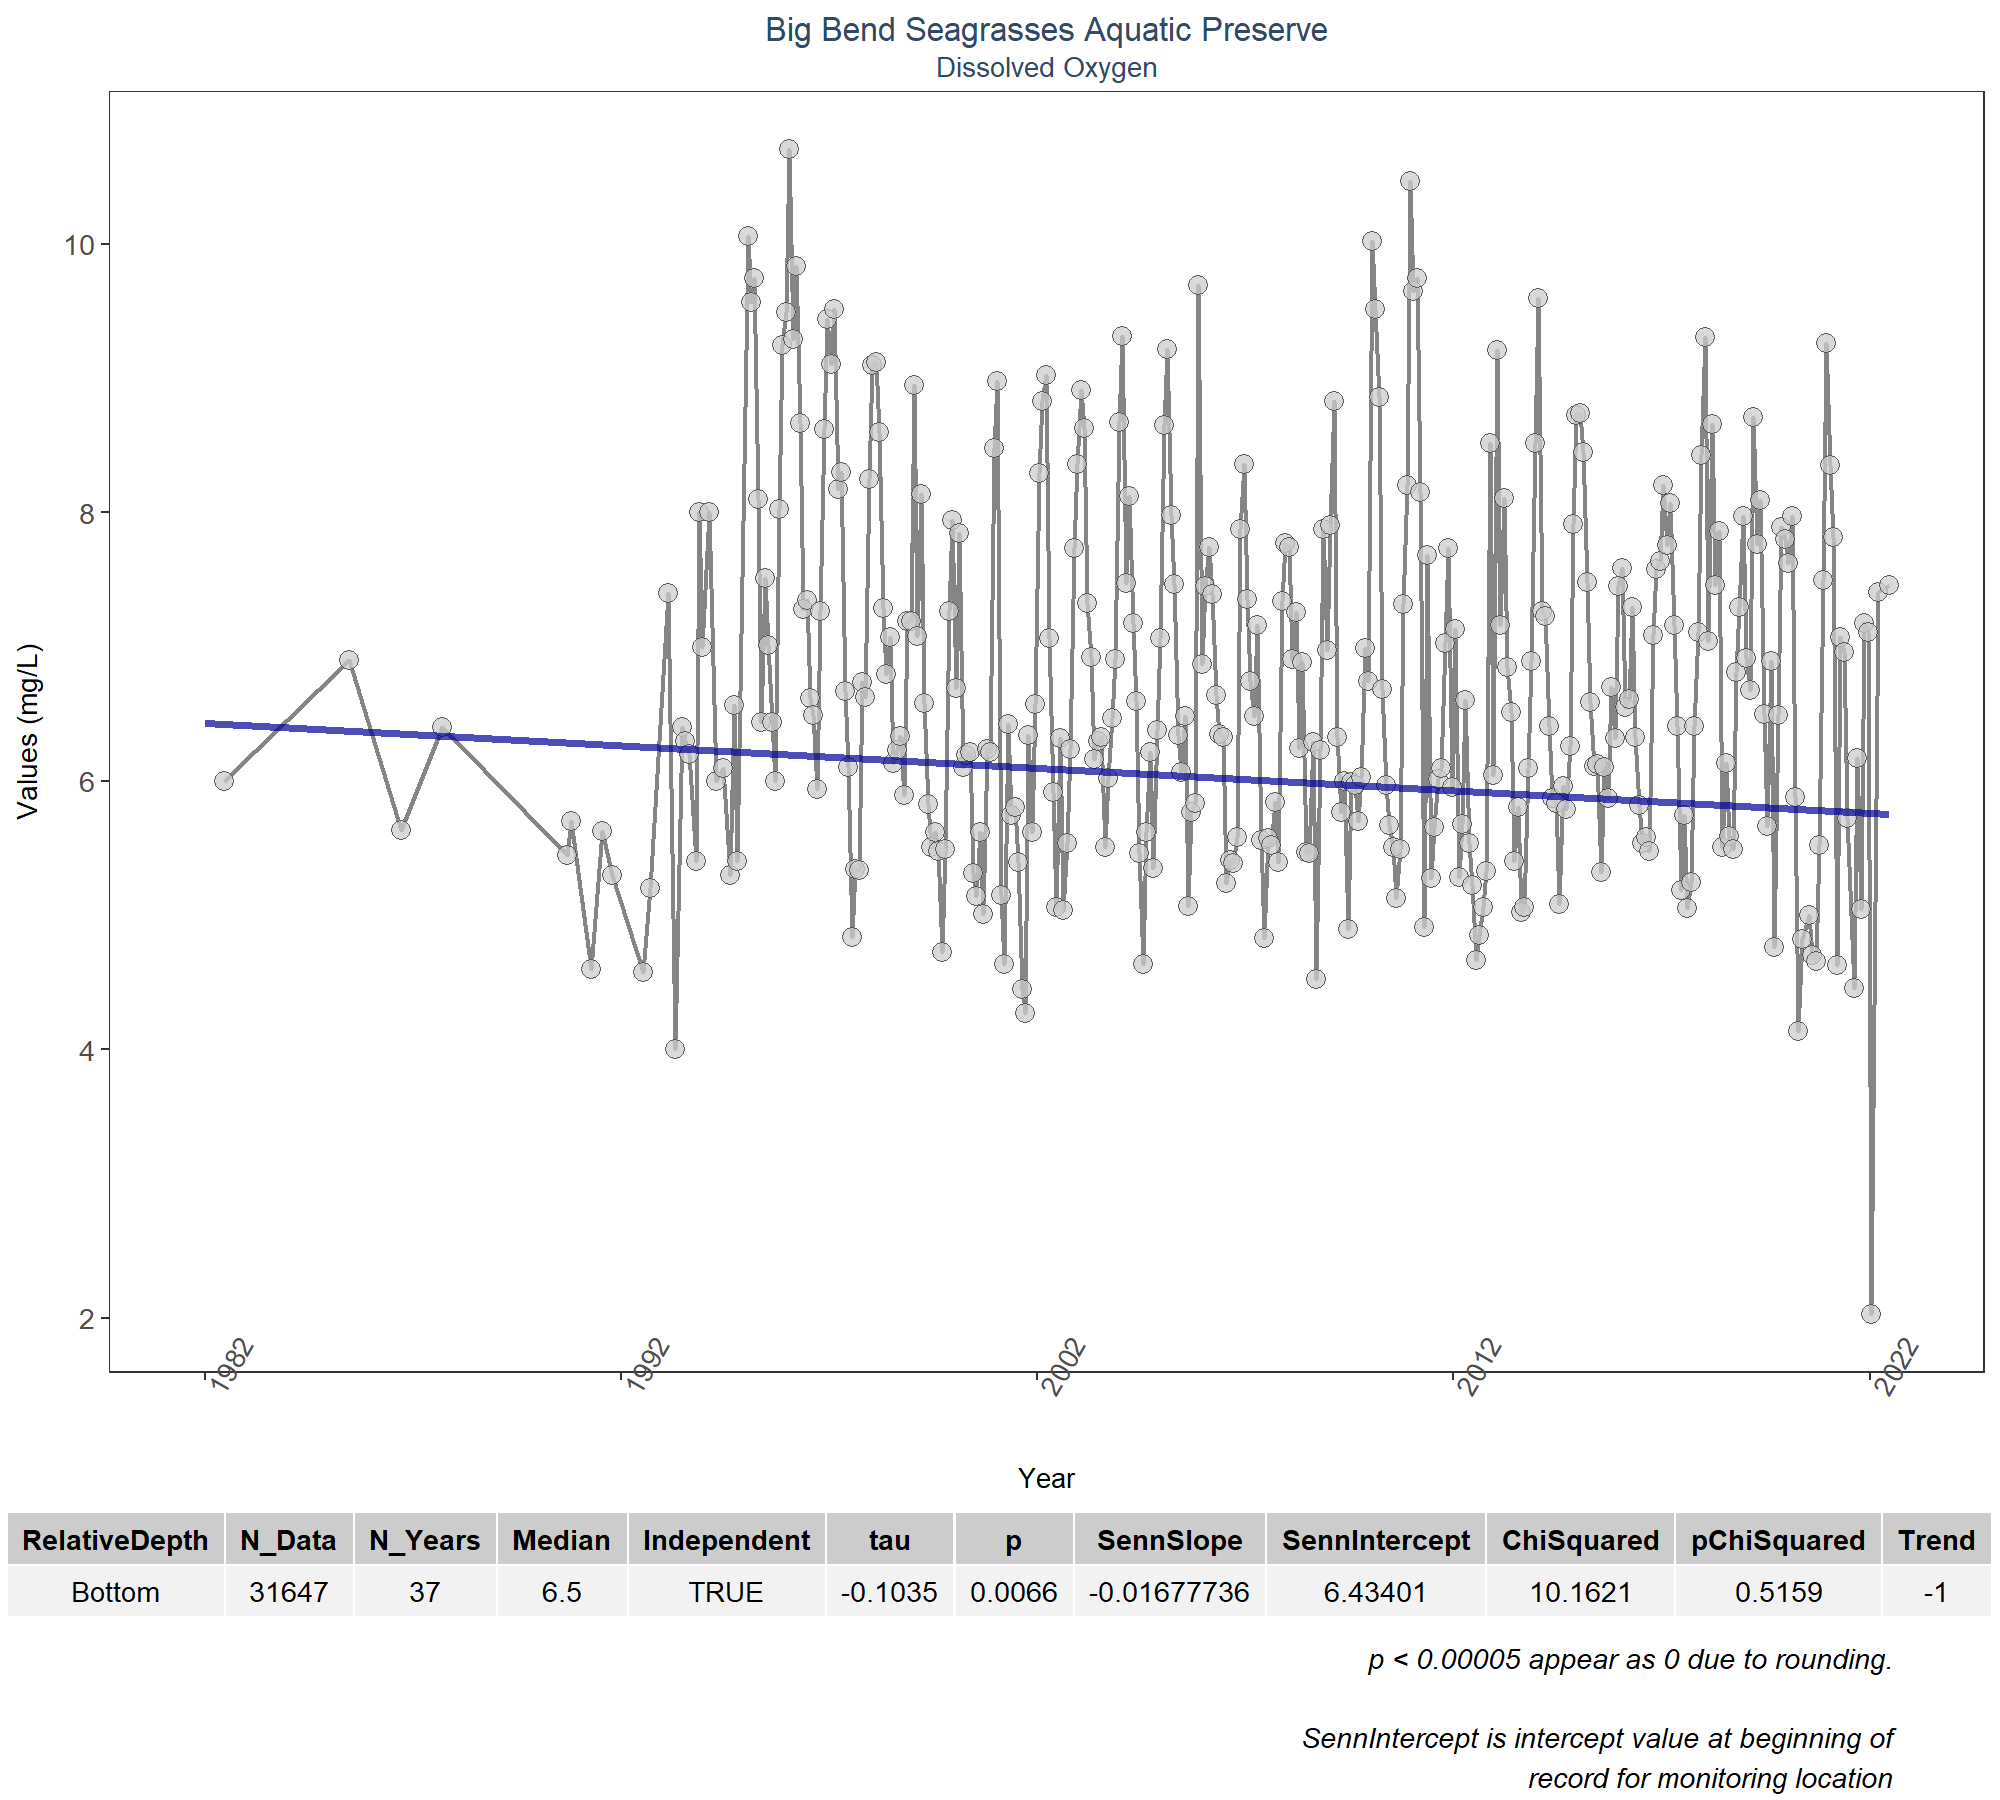 Big Bend Seagrasses Aquatic Preserve
Dissolved Oxygen
Values (mg/L)
10
8
6
4
2
1982
1992
2002
2012
2022
Year
RelativeDepth N_Data N_Years Median Independent tau p SennSlope SennIntercept ChiSquared pChiSquared Trend
Bottom 31647 37 6.5 TRUE -0.1035 0.0066 -0.01677736 6.43401 10.1621 0.5159 -1
p < 0.00005 appear as 0 due to rounding.
SennIntercept is intercept value at beginning of
record for monitoring location